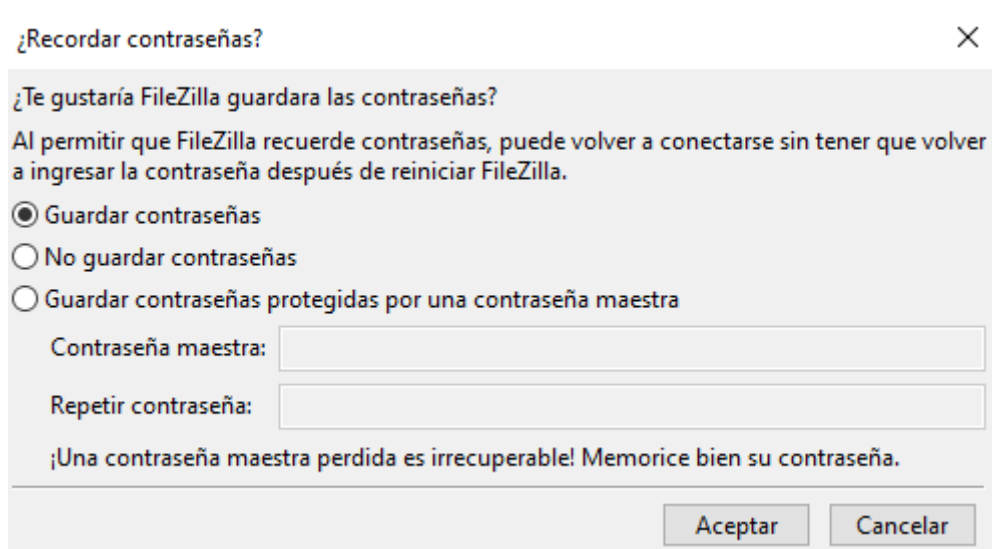 ¿Recordar contraseñas?
¿Te gustaría FileZilla guardara las contraseñas?
Al permitir que FileZilla recuerde contraseñas, puede volver a conectarse sin tener que volver
a ingresar la contraseña después de reiniciar FileZilla.
Guardar contraseñas
No guardar contraseñas
Guardar contraseñas protegidas por una contraseña maestra
Contraseña maestra:
Repetir contraseña:
¡Una contraseña maestra perdida es irrecuperable! Memorice bien su contraseña.
Aceptar Cancelar